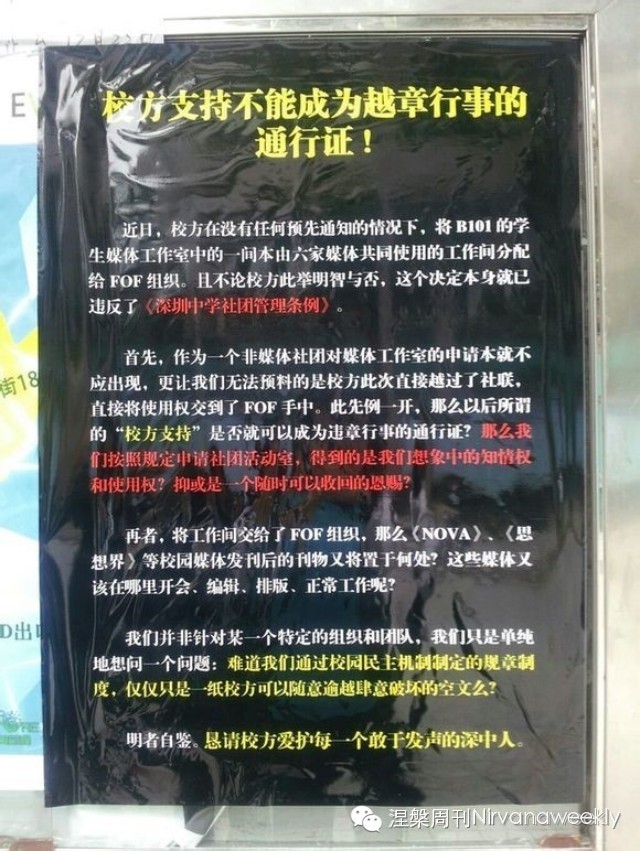 校方支持不能成为越章行事的
通行证！
近日，校方在没有任何预先通知的情况下，将 B101 的学
生媒体工作室中的一间本由六家媒体共同使用的工作间分配
给 FOF 组织。且不论校方此举明智与否，这个决定本身就已
违反了《深圳中学社团管理条例》。
首先，作为一个非媒体社团对媒体工作室的申请本就不
应出现，更让我们无法预料的是校方此次直接越过了社联，
直接将使用权交到了 FOF 手中。此先例一开，那么以后所谓
的“校方支持”是否就可以成为违章行事的通行证？那么我
们按照规定申请社团活动室，得到的是我们想象中的知情权
和使用权？抑或是一个随时可以收回的恩赐？
再者，将工作间交给了 FOF 组织，那么《NOVA》、《思
想界》等校园媒体发刊后的刊物又将置于何处？这些媒体又
该在哪里开会、编辑、排版、正常工作呢？
我们并非针对某一个特定的组织和团队，我们只是单纯
地想问一个问题：难道我们通过校园民主机制制定的规章制
度，仅仅只是一纸校方可以随意逾越肆意破坏的空文么？
明者自鉴。恳请校方爱护每一个敢于发声的深中人。
街18
D出口
涅槃周刊Nirvanaweekly